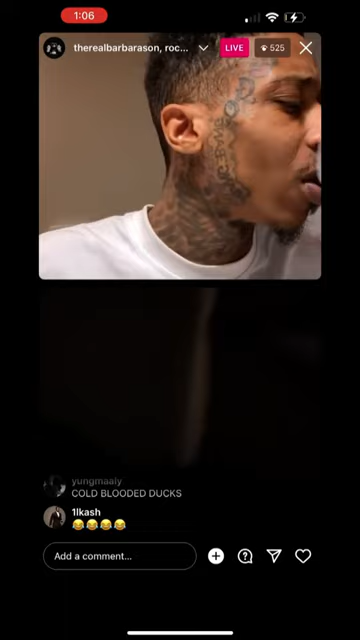 1:06
therealbarbarason, roc...
LIVE
525
yungmaaly
COLD BLOODED DUCKS
1lkash
😂😂😂😂
Add a comment...